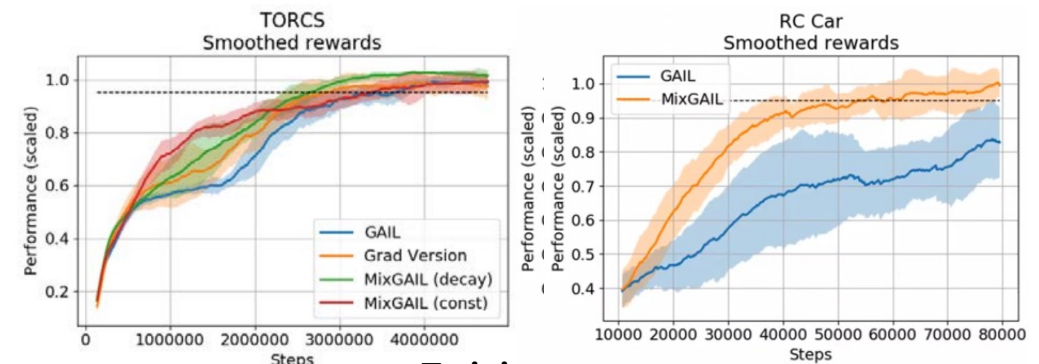 TORCS
Smoothed rewards
Performance (scaled)
1.0
0.8
0.6
0.4
0.2
GAIL
Grad Version
MixGAIL (decay)
MixGAIL (const)
0 1000000 2000000 3000000 4000000
Steps
RC Car
Smoothed rewards
Performance (scaled)
Performance (scaled)
1.0
0.9
0.8
0.7
0.6
0.5
0.4
GAIL
MixGAIL
10000 20000 30000 40000 50000 60000 70000 80000
Steps